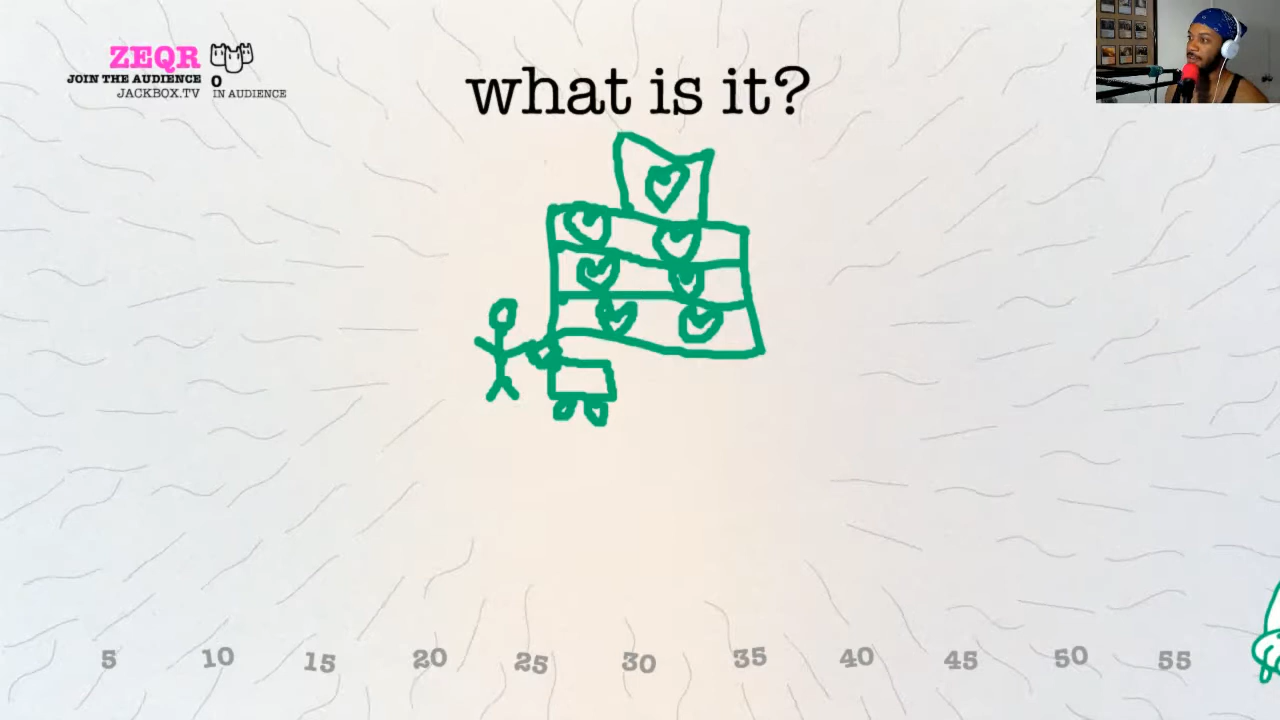 ZEQR
JOIN THE AUDIENCE
JACKBOX.TV
0
IN AUDIENCE
what is it?
5 10 15 20 25 30 35 40 45 50 55